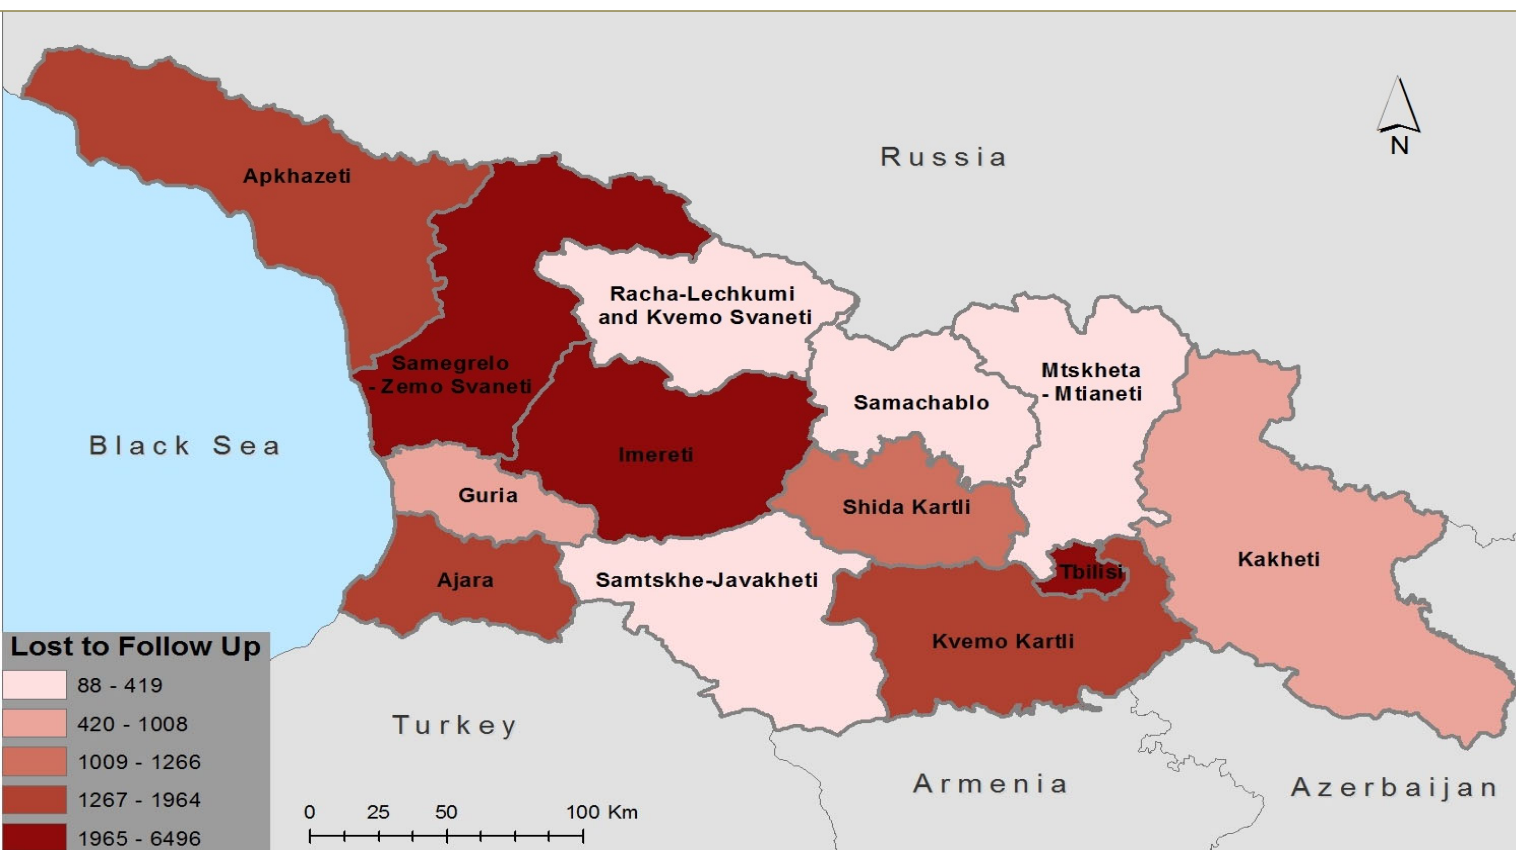 Russia
N
Apkhazeti
Racha-Lechkumi
and Kvemo Svaneti
Samegrelo
- Zemo Svaneti
Mtskheta
- Mtianeti
Samachablo
Black Sea
Imereti
Guria
Shida Kartli
Kakheti
Ajara
Samtskhe-Javakheti
Tbilisi
Kvemo Kartli
Turkey
Armenia
Azerbaijan
Lost to Follow Up
88 - 419
420 - 1008
1009 - 1266
1267 - 1964
1965 - 6496
0 25 50 100 Km